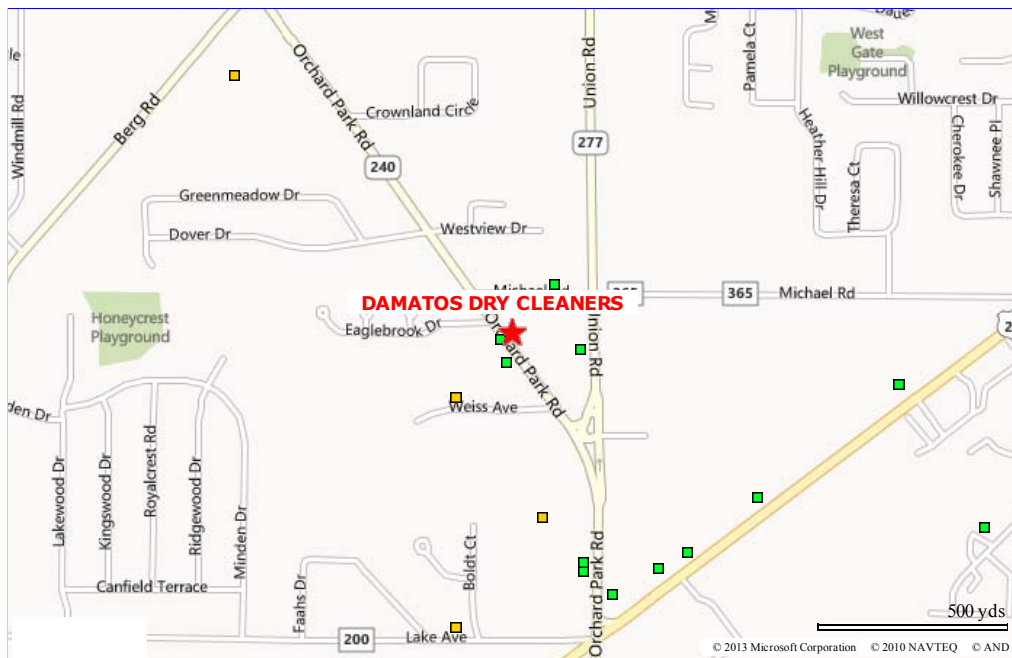 Daue
West
Gate
Playground
Willowcrest Dr
Pamela Ct
M
Union Rd
277
Orchard Park Rd
240
Crownland Circle
Berg Rd
Windmill Rd
Heather Hill Dr
Theresa Ct
Cherokee Dr
Shawnee Pl
Greenmeadow Dr
Dover Dr
Westview Dr
365
Michael Rd
DAMATOS DRY CLEANERS
Honeycrest
Playground
Eaglebrook Dr
Orchard Park Rd
Union Rd
2
Weiss Ave
den Dr
Lakewood Dr
Kingswood Dr
Royalcrest Rd
Ridgewood Dr
Minden Dr
Canfield Terrace
Faahs Dr
Boldt Ct
Orchard Park Rd
200
Lake Ave
500 yds
© 2013 Microsoft Corporation © 2010 NAVTEQ © AND